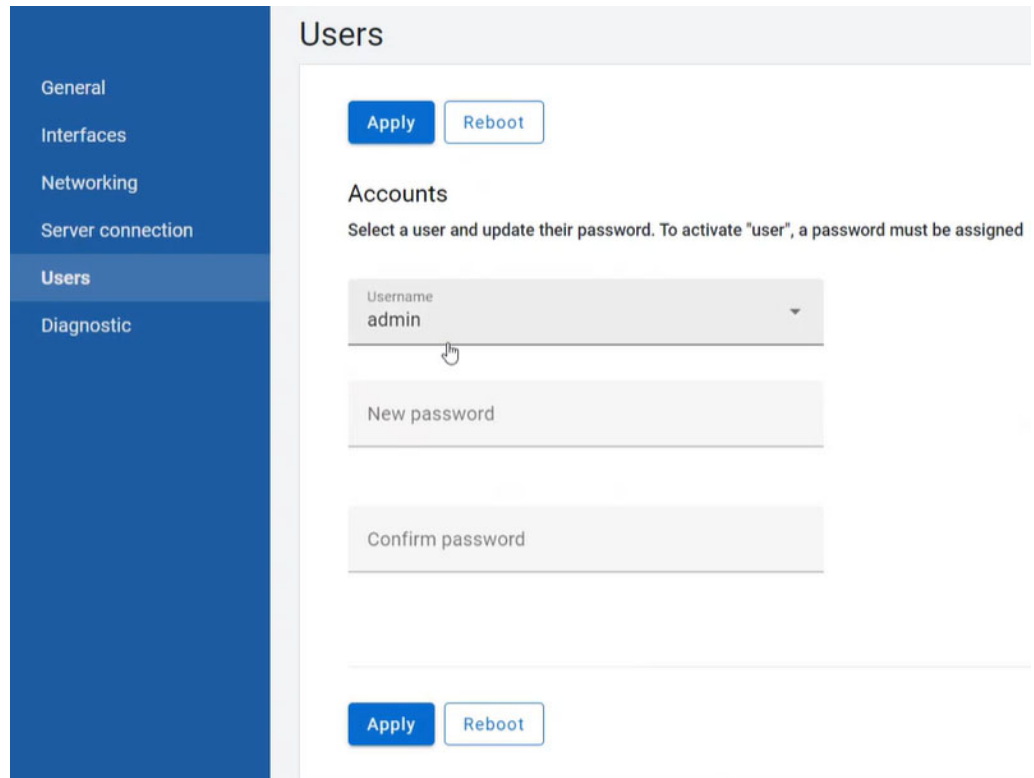 Users
General
Interfaces
Networking
Server connection
Users
Diagnostic
Apply
Reboot
Accounts
Select a user and update their password. To activate "user", a password must be assigned
Username
admin
New password
Confirm password
Apply
Reboot